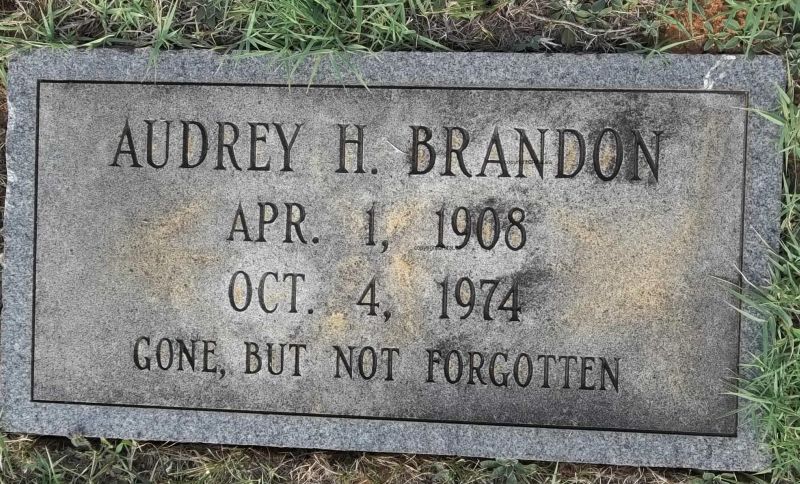 AUDREY H. BRANDON
APR. 1, 1908
OCT. 4, 1974
GONE, BUT NOT FORGOTTEN